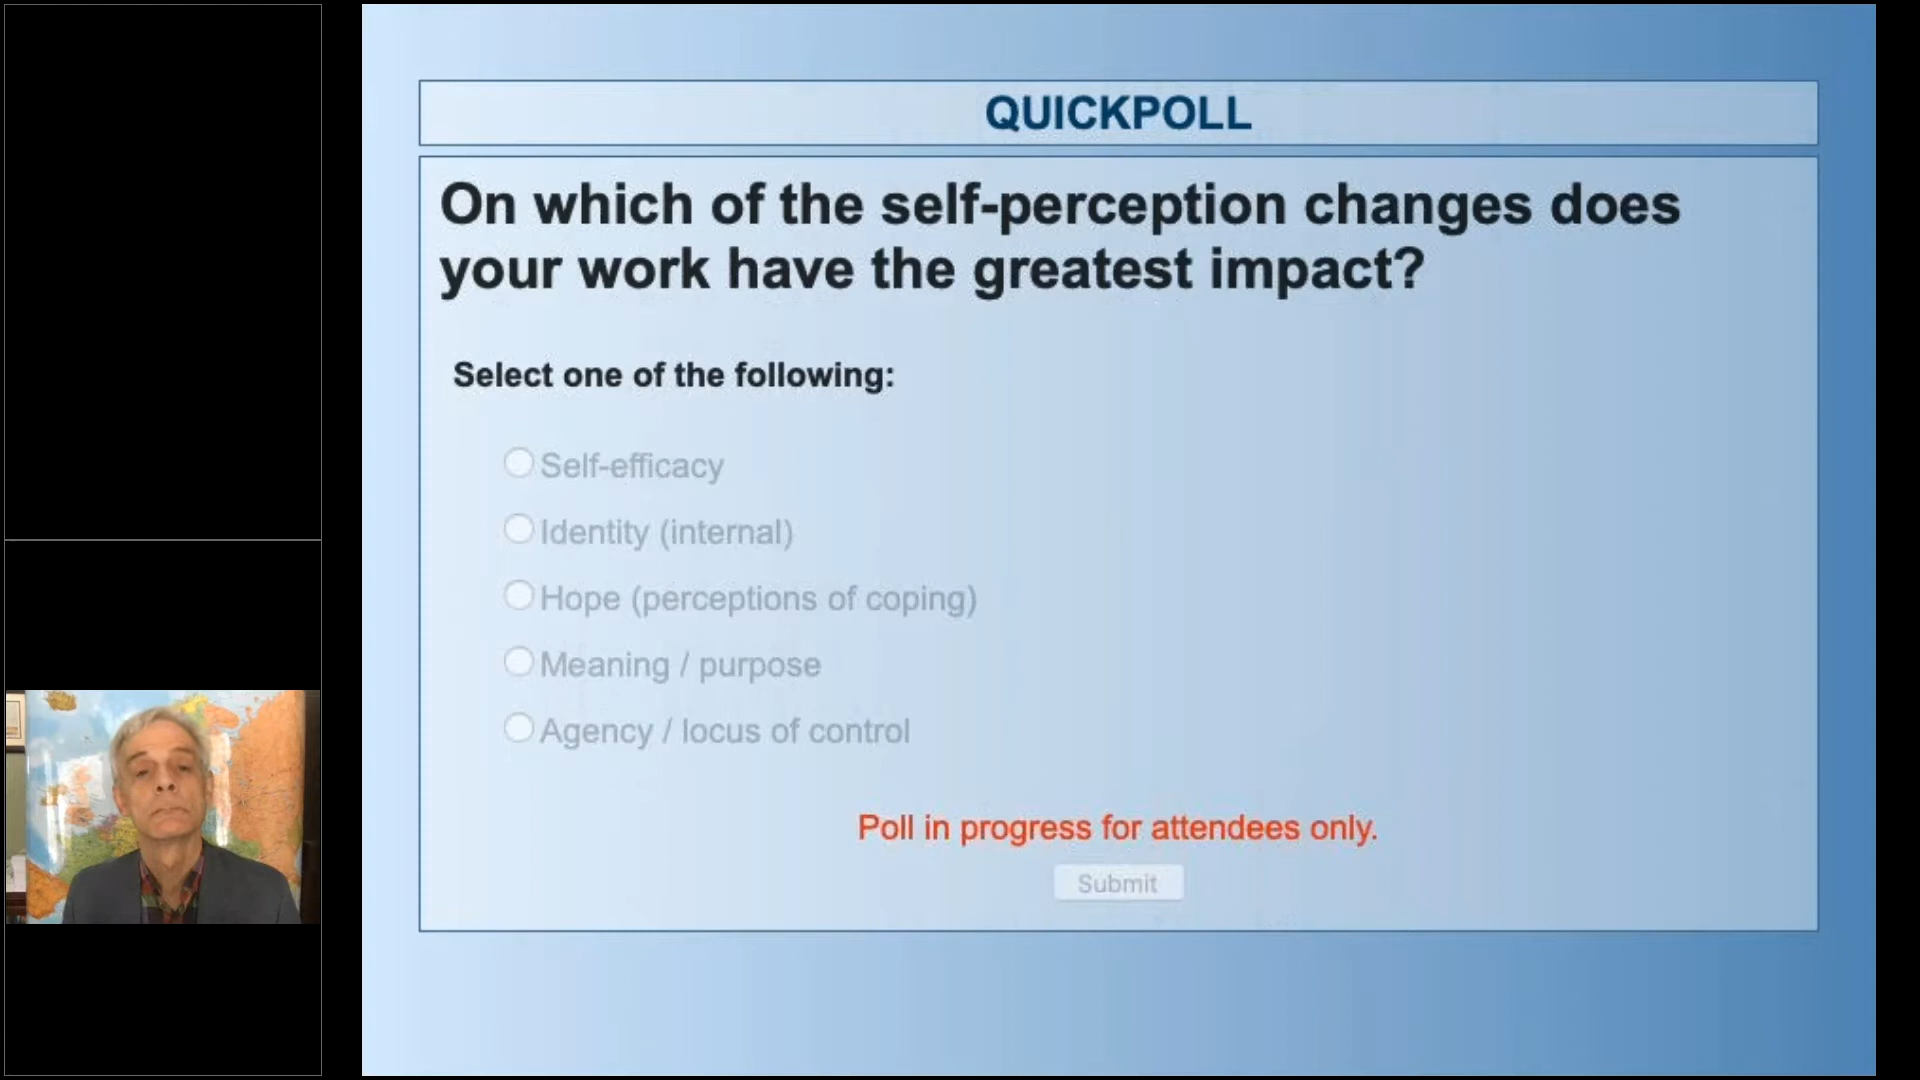 QUICKPOLL
On which of the self-perception changes does
your work have the greatest impact?
Select one of the following:
Self-efficacy
Identity (internal)
Hope (perceptions of coping)
Meaning / purpose
Agency / locus of control
Poll in progress for attendees only.
Submit